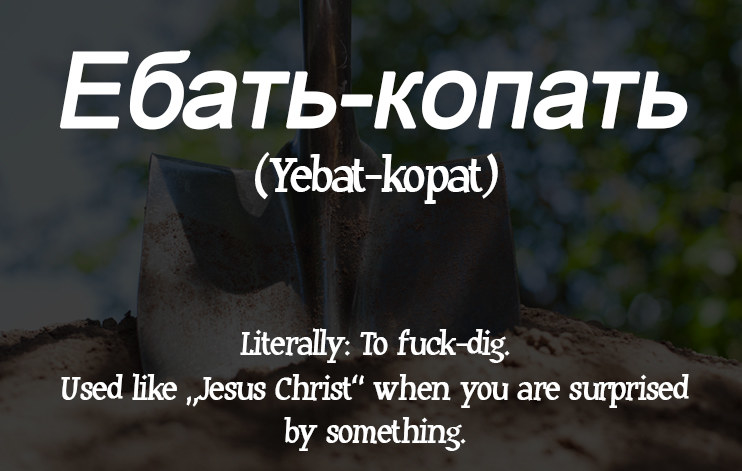 Ебать-копать
(Yebat-kopat)
Literally: To fuck-dig.
Used like „Jesus Christ“ when you are surprised
by something.